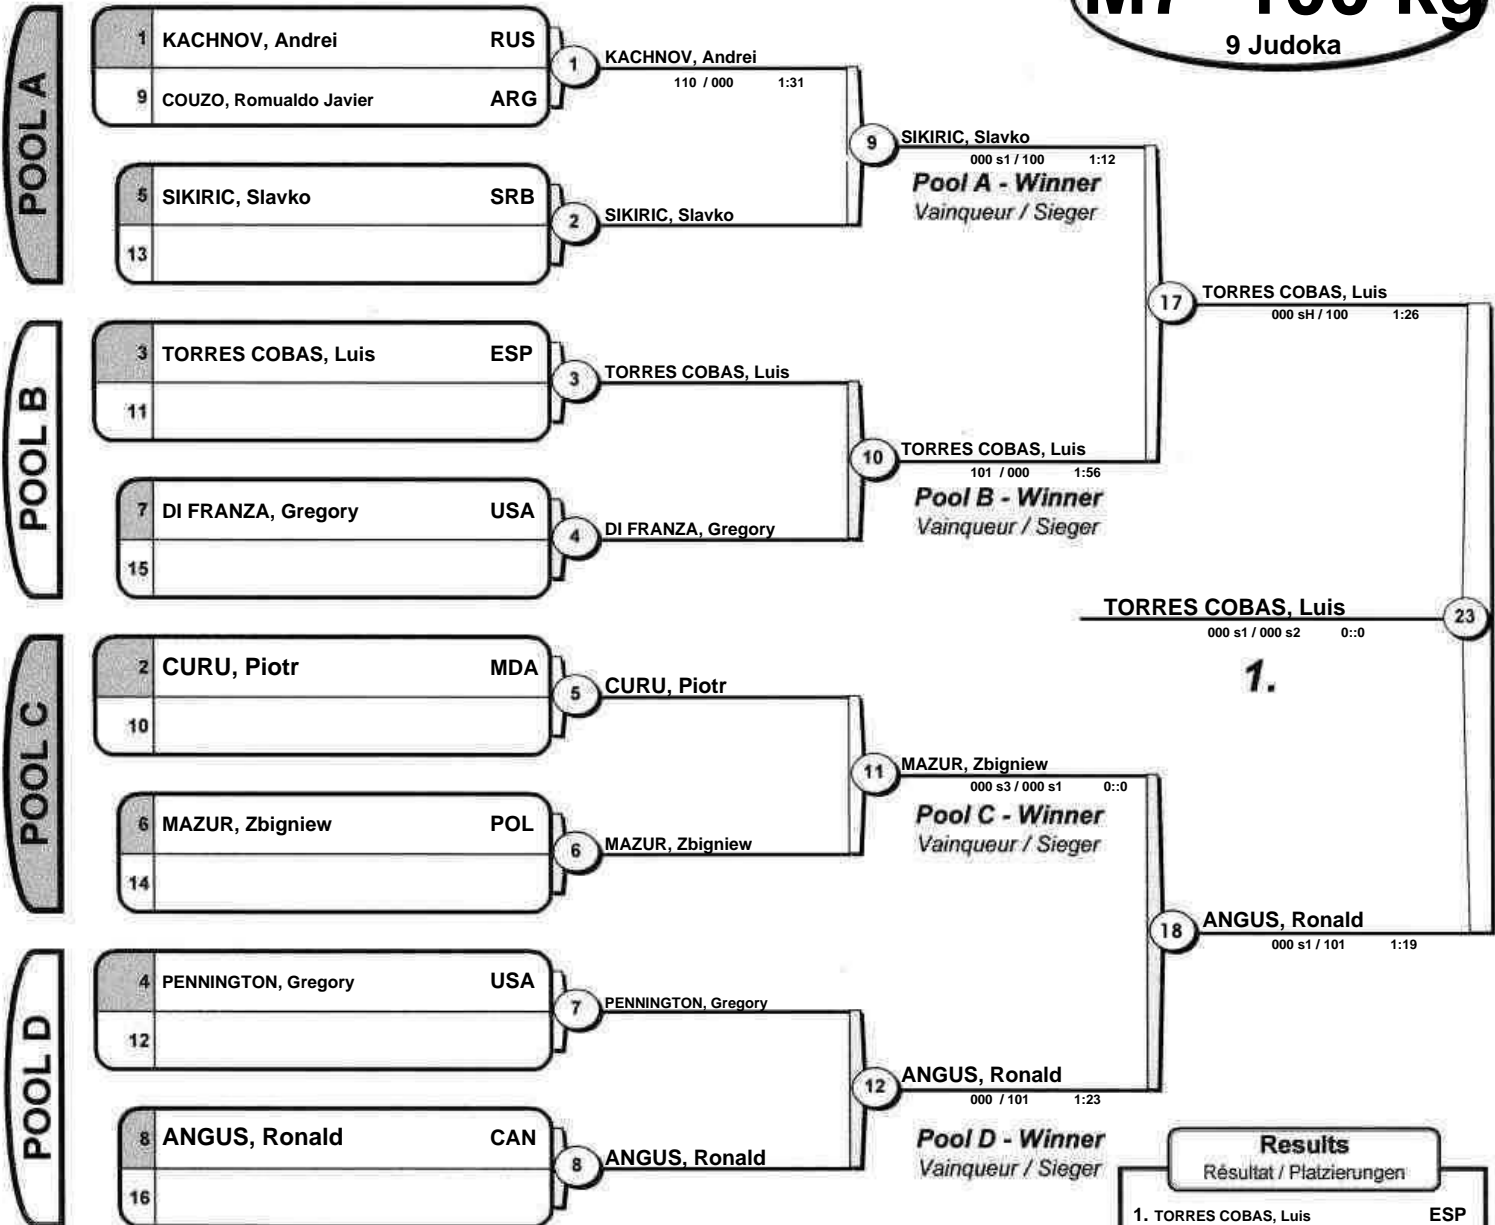 M7 -100 kg
9 Judoka
POOL A
1 KACHNOV, Andrei RUS
9 COUZO, Romualdo Javier ARG
5 SIKIRIC, Slavko SRB
13
1 KACHNOV, Andrei
110 / 000 1:31
2 SIKIRIC, Slavko
9 SIKIRIC, Slavko
000 s1 / 100 1:12
Pool A - Winner
Vainqueur / Sieger
POOL B
3 TORRES COBAS, Luis ESP
11
7 DI FRANZA, Gregory USA
15
3 TORRES COBAS, Luis
4 DI FRANZA, Gregory
10 TORRES COBAS, Luis
101 / 000 1:56
Pool B - Winner
Vainqueur / Sieger
17 TORRES COBAS, Luis
000 sH / 100 1:26
TORRES COBAS, Luis 23
000 s1 / 000 s2 0::0
1.
POOL C
2 CURU, Piotr MDA
10
6 MAZUR, Zbigniew POL
14
5 CURU, Piotr
6 MAZUR, Zbigniew
11 MAZUR, Zbigniew
000 s3 / 000 s1 0::0
Pool C - Winner
Vainqueur / Sieger
18 ANGUS, Ronald
000 s1 / 101 1:19
POOL D
4 PENNINGTON, Gregory USA
12
8 ANGUS, Ronald CAN
16
7 PENNINGTON, Gregory
8 ANGUS, Ronald
12 ANGUS, Ronald
000 / 101 1:23
Pool D - Winner
Vainqueur / Sieger
Results
Résultat / Platzierungen
1. TORRES COBAS, Luis ESP